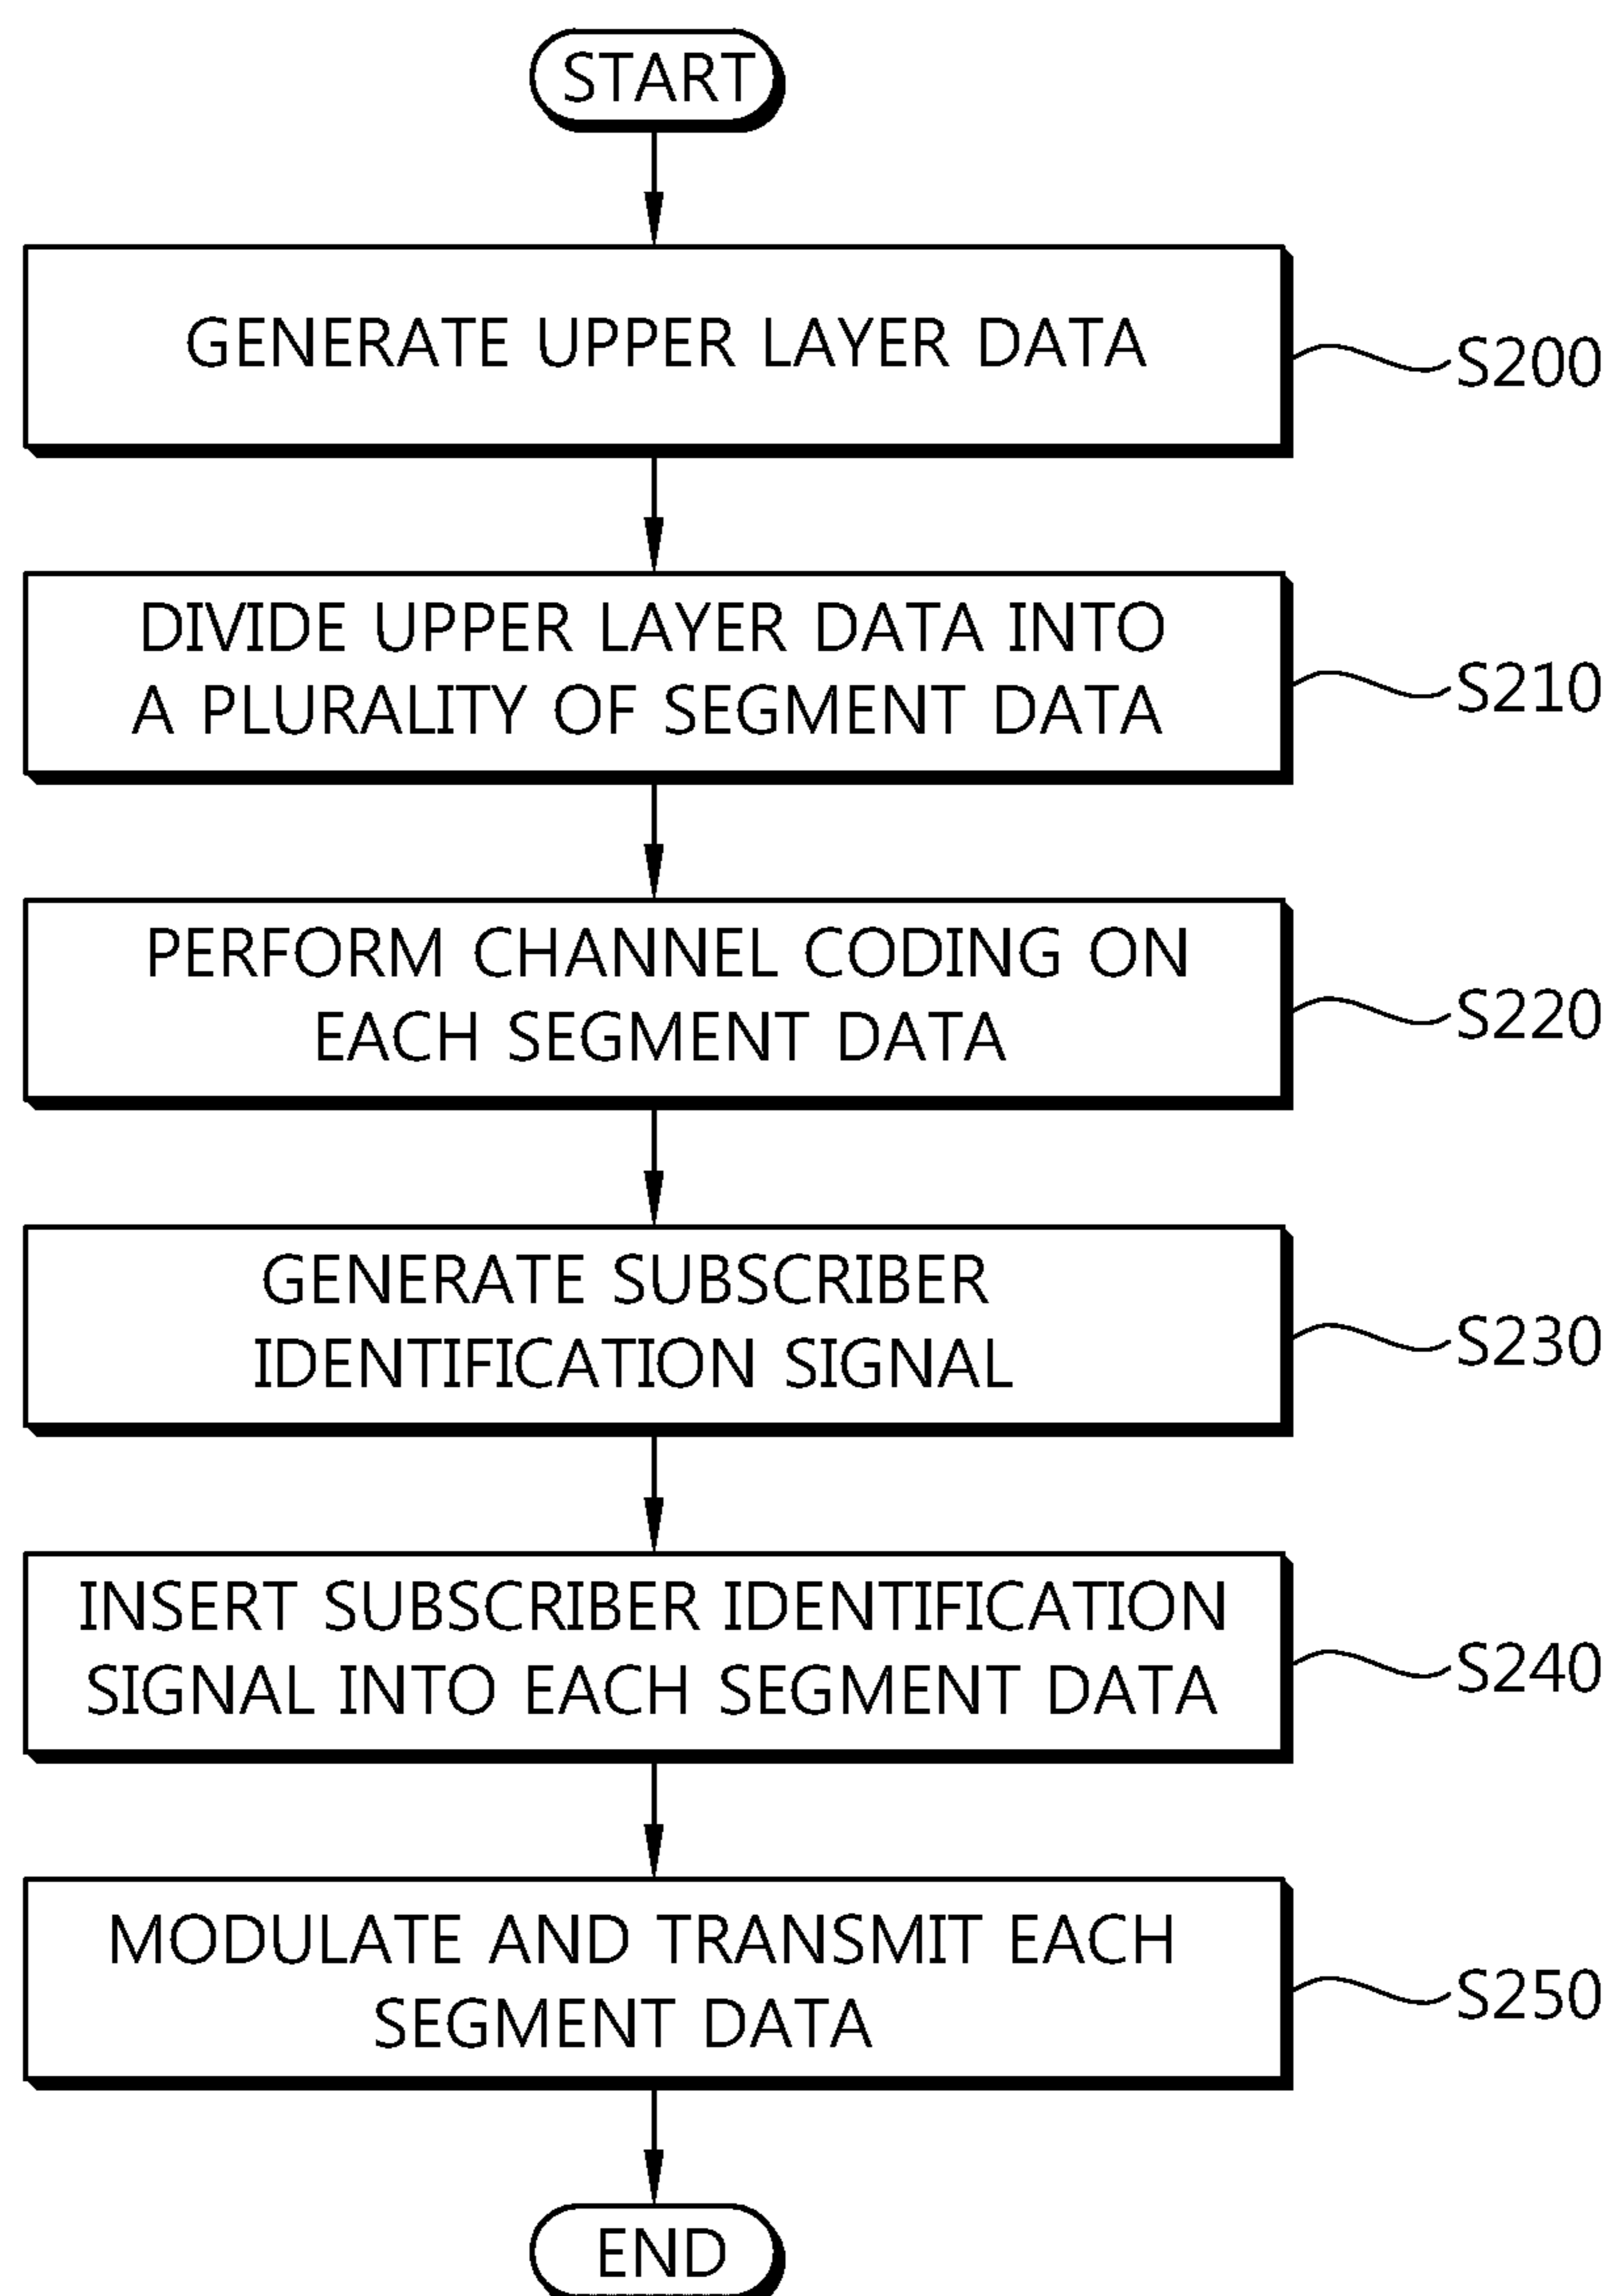 START
GENERATE UPPER LAYER DATA
S200
DIVIDE UPPER LAYER DATA INTO
A PLURALITY OF SEGMENT DATA
S210
PERFORM CHANNEL CODING ON
EACH SEGMENT DATA
S220
GENERATE SUBSCRIBER
IDENTIFICATION SIGNAL
S230
INSERT SUBSCRIBER IDENTIFICATION
SIGNAL INTO EACH SEGMENT DATA
S240
MODULATE AND TRANSMIT EACH
SEGMENT DATA
S250
END